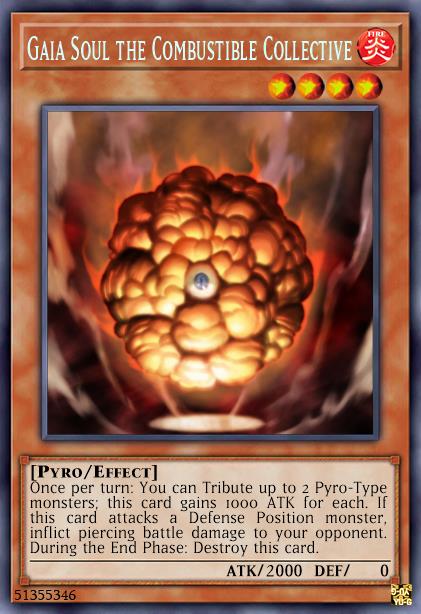 GAIA SOUL THE COMBUSTIBLE COLLECTIVE
FIRE
炎
[PYRO/EFFECT]
Once per turn: You can Tribute up to 2 Pyro-Type
monsters; this card gains 1000 ATK for each. If
this card attacks a Defense Position monster,
inflict piercing battle damage to your opponent.
During the End Phase: Destroy this card.
ATK/2000 DEF/ 0
51355346